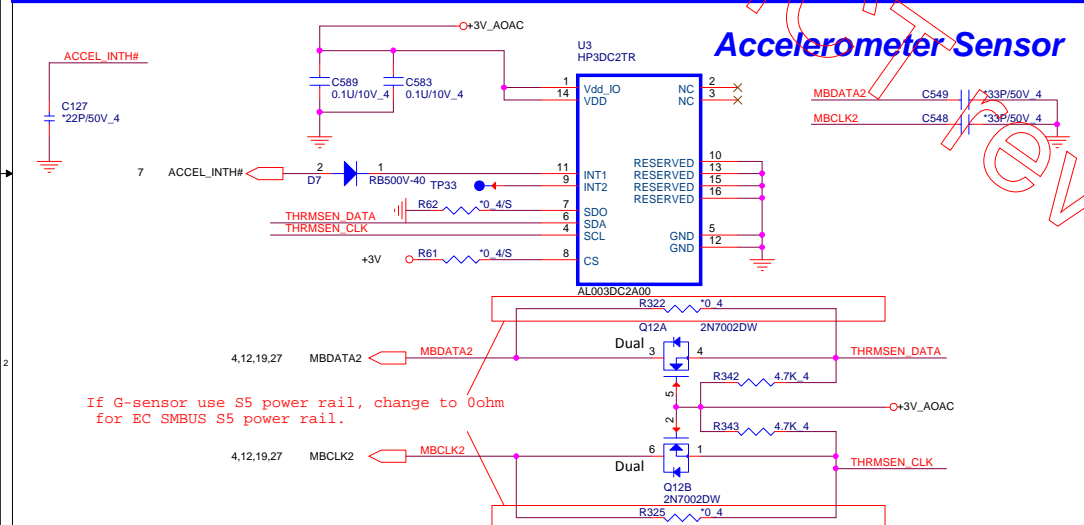 +3V_AOAC
Accelerometer Sensor
U3
HP3DC2TR
ACCEL_INTH#
C127
*22P/50V_4
C589
0.1U/10V_4
C583
0.1U/10V_4
1
Vdd_IO
14
VDD
NC
2
NC
3
MBDATA2
C549
*33P/50V_4
MBCLK2
C548
*33P/50V_4
rev
7
ACCEL_INTH#
2
D7
1
RB500V-40
TP33
11
INT1
9
INT2
RESERVED
10
RESERVED
13
RESERVED
15
RESERVED
16
R62
*0_4/S
7
SDO
THRMSEN_DATA
6
SDA
THRMSEN_CLK
4
SCL
GND
5
GND
12
+3V
R61
*0_4/S
8
CS
AL003DC2A00
R322
*0_4
Q12A
2N7002DW
Dual
3
4
4,12,19,27
MBDATA2
MBDATA2
THRMSEN_DATA
2
R342
4.7K_4
5
If G-sensor use S5 power rail, change to 0ohm
for EC SMBUS S5 power rail.
+3V_AOAC
2
R343
4.7K_4
4,12,19,27
MBCLK2
MBCLK2
6
1
Dual
THRMSEN_CLK
Q12B
2N7002DW
R325
*0_4